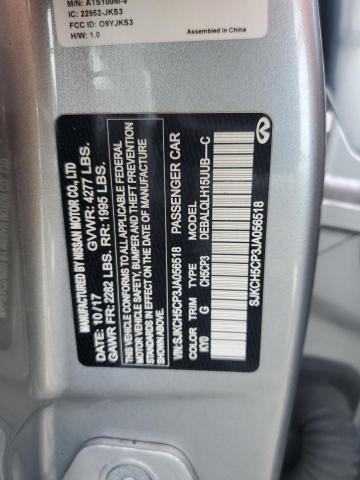 M/N: ATS100M-V
IC: 22952-JKS3
FCC ID: O9YJKS3
H/W: 1.0
Assembled in China
MANUFACTURED BY NISSAN MOTOR CO., LTD.
GVWR: 4277 LBS.
DATE: 10/17
GAWR FR: 2282 LBS. RR: 1995 LBS.
THIS VEHICLE CONFORMS TO ALL APPLICABLE FEDERAL
MOTOR VEHICLE SAFETY, BUMPER AND THEFT PREVENTION
STANDARDS IN EFFECT ON THE DATE OF
MANUFACTURE SHOWN ABOVE.
VIN:SJKCH5CP3JA056518 PASSENGER CAR
COLOR TRIM TYPE MODEL
KY0 G CH5CP3 DEBALQLH15UUB----C
SJKCH5CP3JA056518